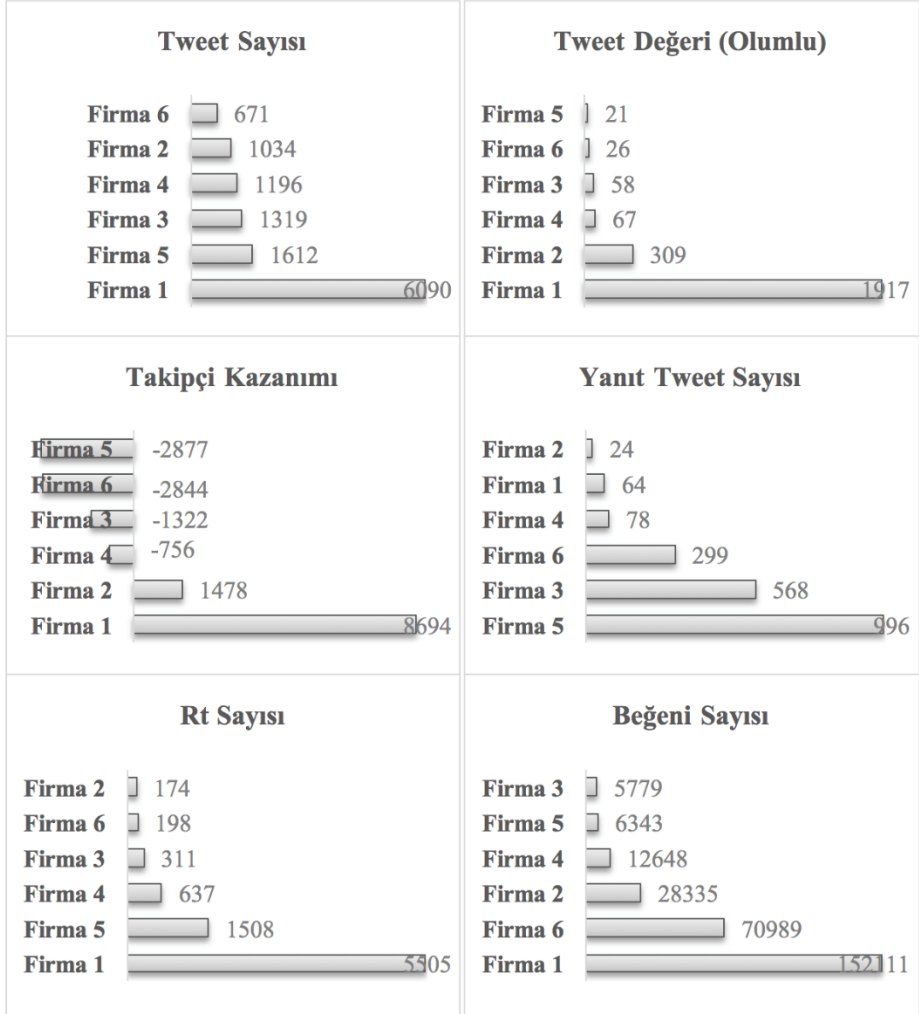 Tweet Sayısı
Firma 6 671
Firma 2 1034
Firma 4 1196
Firma 3 1319
Firma 5 1612
Firma 1 6090
Tweet Değeri (Olumlu)
Firma 5 21
Firma 6 26
Firma 3 58
Firma 4 67
Firma 2 309
Firma 1 1917
Takipçi Kazanımı
Firma 5 -2877
Firma 6 -2844
Firma 3 -1322
Firma 4 -756
Firma 2 1478
Firma 1 8694
Yanıt Tweet Sayısı
Firma 2 24
Firma 1 64
Firma 4 78
Firma 6 299
Firma 3 568
Firma 5 996
Rt Sayısı
Firma 2 174
Firma 6 198
Firma 3 311
Firma 4 637
Firma 5 1508
Firma 1 5505
Beğeni Sayısı
Firma 3 5779
Firma 5 6343
Firma 4 12648
Firma 2 28335
Firma 6 70989
Firma 1 152111